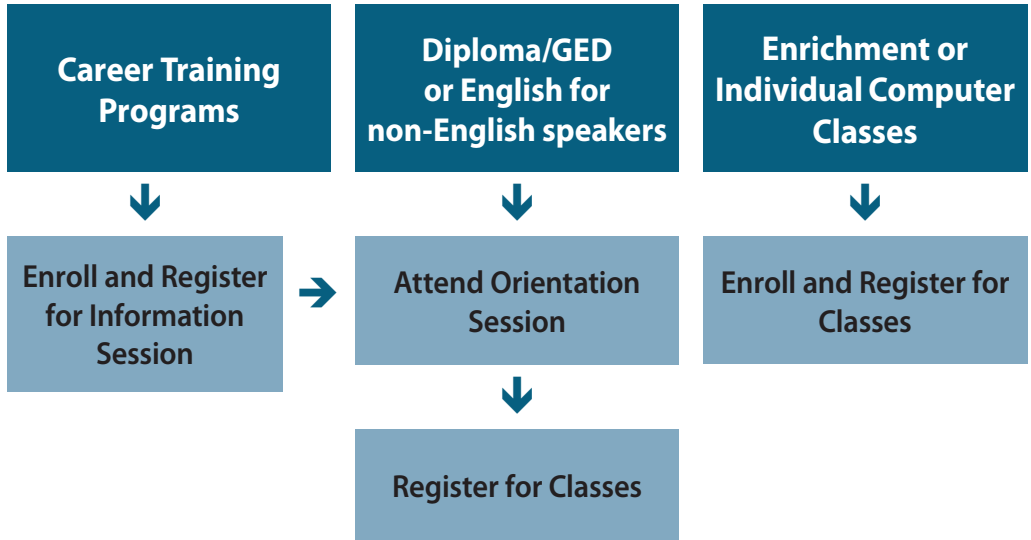 Career Training
Programs
Diploma/GED
or English for
non-English speakers
Enrichment or
Individual Computer
Classes
Enroll and Register
for Information
Session
Attend Orientation
Session
Enroll and Register for
Classes
Register for Classes